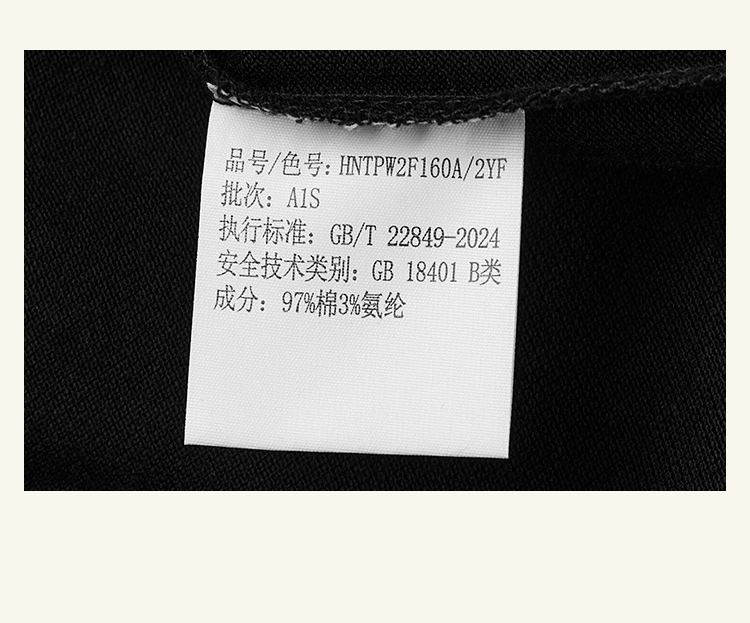 品号/色号: HNTPW2F160A/2YF
批次: A1S
执行标准: GB/T 22849-2024
安全技术类别: GB 18401 B类
成分: 97%棉3%氨纶